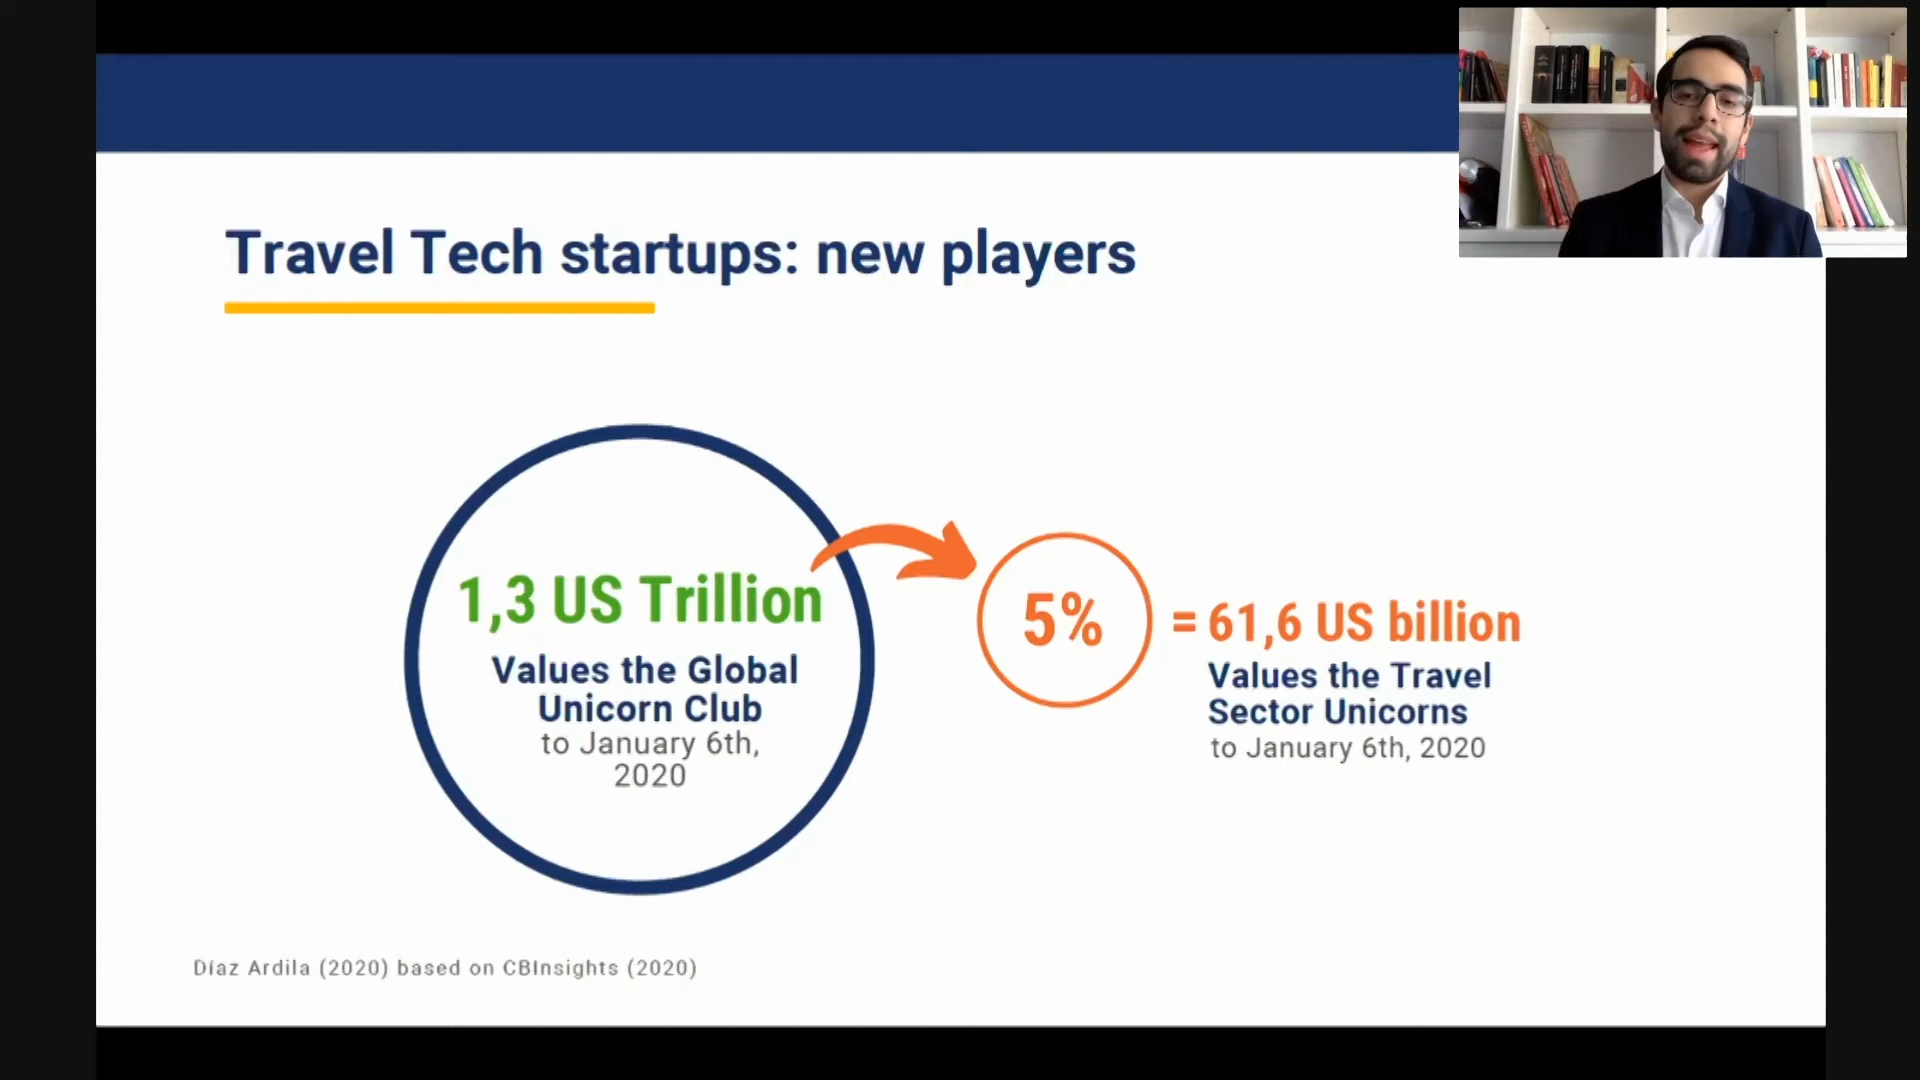 Travel Tech startups: new players
1,3 US Trillion
Values the Global
Unicorn Club
to January 6th,
2020
5%
= 61,6 US billion
Values the Travel
Sector Unicorns
to January 6th, 2020
Díaz Ardila (2020) based on CBInsights (2020)